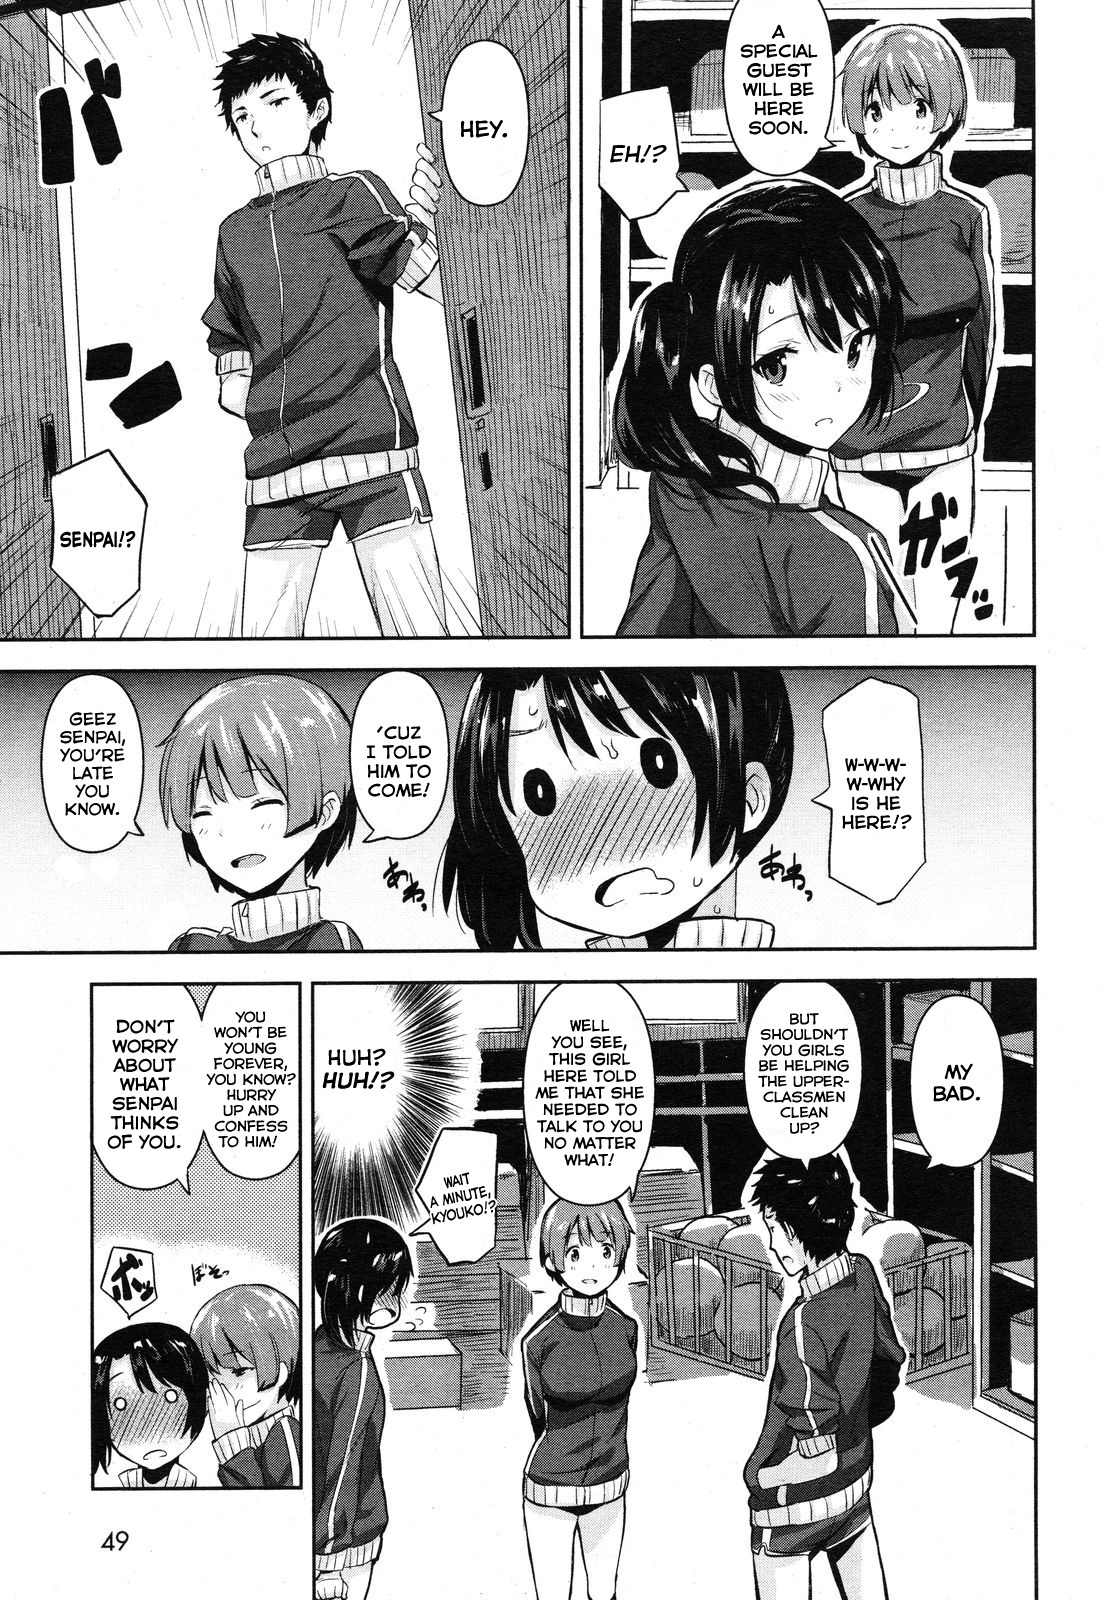 A
SPECIAL
GUEST
WILL BE
HERE
SOON.
EH!?
ガラッ
HEY.
バン
SENPAI!?
W-W-W-
W-WHY
IS HE
HERE!?
あわっ
あわっ
'CUZ
I TOLD
HIM TO
COME!
GEEZ
SENPAI,
YOU'RE
LATE
YOU
KNOW.
MY
BAD.
BUT
SHOULDN'T
YOU GIRLS
BE HELPING
THE UPPER-
CLASSMEN
CLEAN
UP?
WELL
YOU SEE,
THIS GIRL
HERE TOLD
ME THAT SHE
NEEDED TO
TALK TO YOU
NO MATTER
WHAT!
WAIT
A MINUTE,
KYOUKO!?
HUH?
HUH!?
YOU
WON'T BE
YOUNG
FOREVER,
YOU KNOW?
HURRY
UP AND
CONFESS
TO HIM!
DON'T
WORRY
ABOUT
WHAT
SENPAI
THINKS
OF YOU.
ぼそっ
ボッ
49